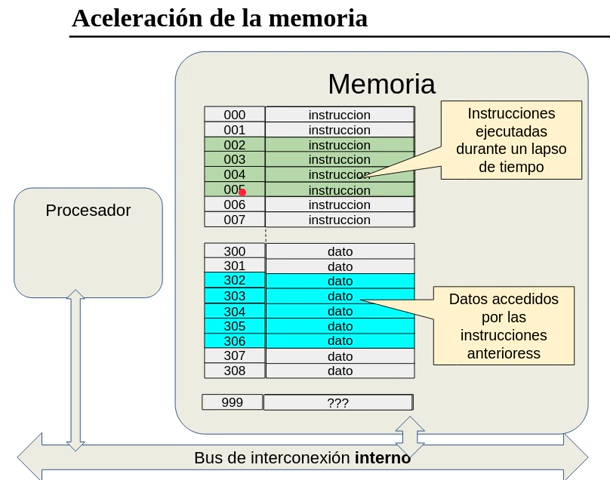 Aceleración de la memoria
Memoria
000 instruccion
001 instruccion
002 instruccion
003 instruccion
004 instruccion
005 instruccion
006 instruccion
007 instruccion
Instrucciones
ejecutadas
durante un lapso
de tiempo
Procesador
300 dato
301 dato
302 dato
303 dato
304 dato
305 dato
306 dato
307 dato
308 dato
Datos accedidos
por las
instrucciones
anterioress
999 ???
Bus de interconexión interno